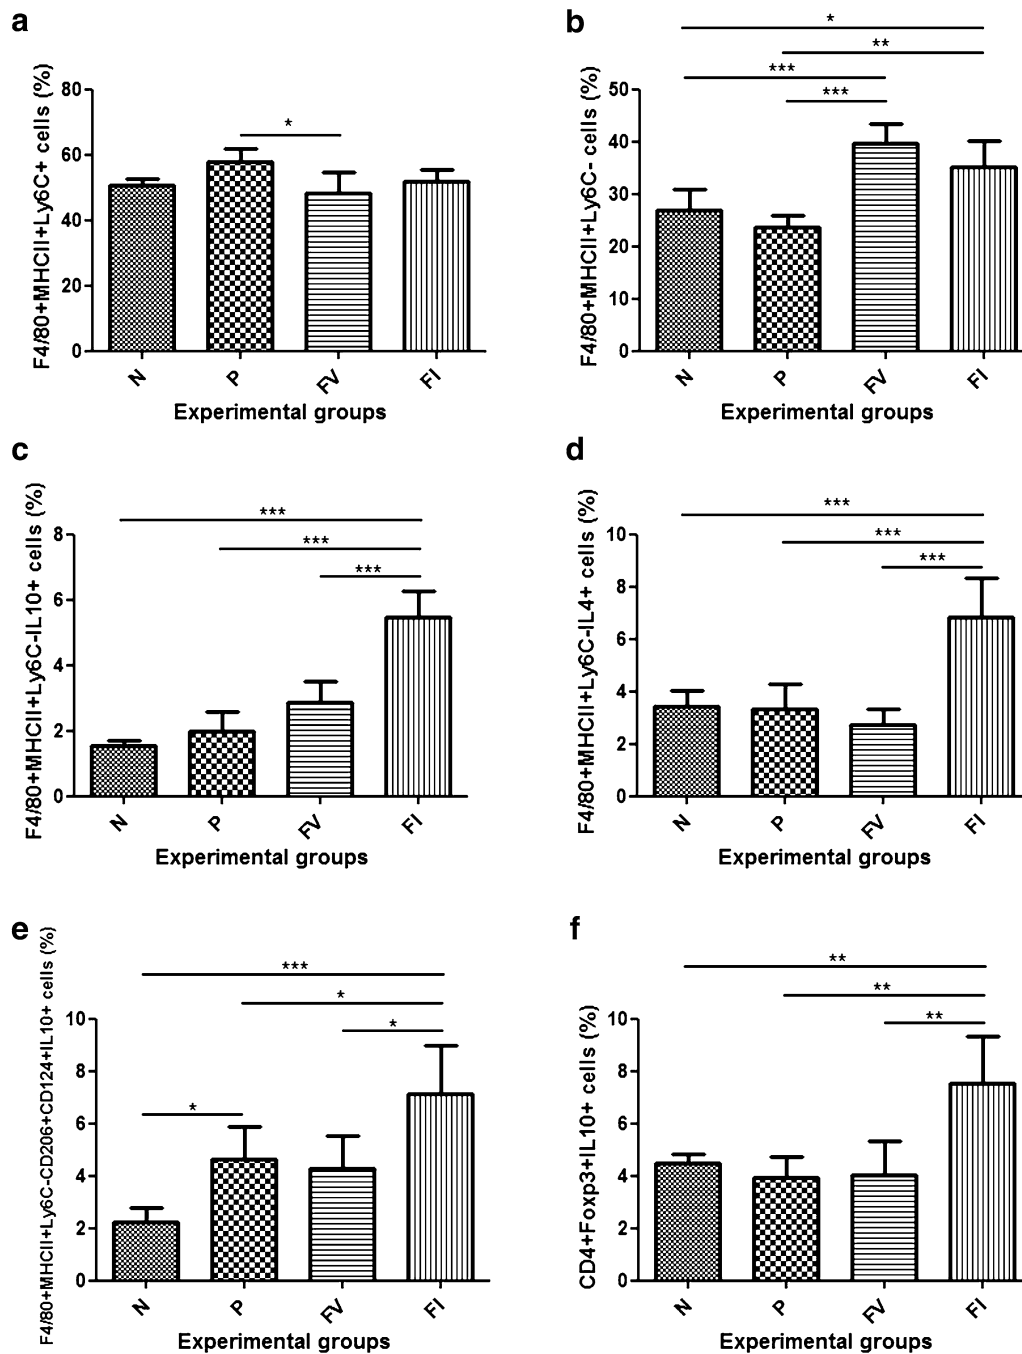 a
F4/80+MHCII+Ly6C+ cells (%)
80
60
40
20
0
*
N
P
FV
FI
Experimental groups
b
F4/80+MHCII+Ly6C- cells (%)
50
40
30
20
10
0
*
**
***
***
N
P
FV
FI
Experimental groups
c
F4/80+MHCII+Ly6C-IL10+ cells (%)
8
6
4
2
0
***
***
***
N
P
FV
FI
Experimental groups
d
F4/80+MHCII+Ly6C-IL4+ cells (%)
10
8
6
4
2
0
***
***
***
N
P
FV
FI
Experimental groups
e
F4/80+MHCII+Ly6C-CD206+CD124+IL10+ cells (%)
10
8
6
4
2
0
***
*
*
*
N
P
FV
FI
Experimental groups
f
CD4+Foxp3+IL10+ cells (%)
10
8
6
4
2
0
**
**
**
N
P
FV
FI
Experimental groups